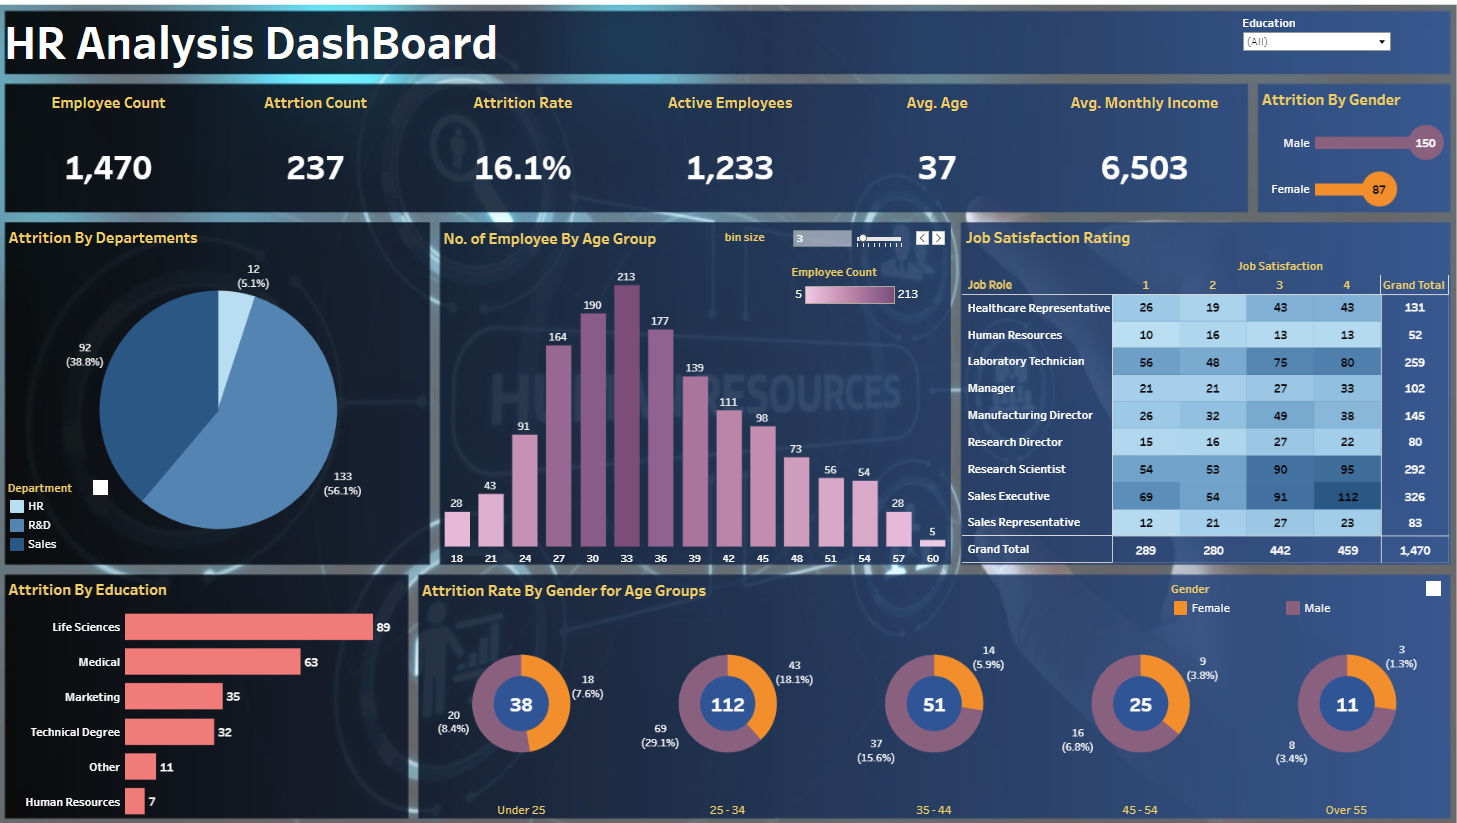 HR Analysis DashBoard
Education
(All)
Employee Count
Attrtion Count
Attrition Rate
Active Employees
Avg. Age
Avg. Monthly Income
1,470
237
16.1%
1,233
37
6,503
Attrition By Gender
Male 150
Female 87
Attrition By Departements
12
(5.1%)
92
(38.8%)
133
(56.1%)
Department
HR
R&D
Sales
No. of Employee By Age Group
bin size 3
Employee Count
5 213
28 43 91 164 190 213 177 139 111 98 73 56 54 28 5
18 21 24 27 30 33 36 39 42 45 48 51 54 57 60
HUMAN RESOURCES
Job Satisfaction Rating
Job Satisfaction
Job Role 1 2 3 4 Grand Total
Healthcare Representative 26 19 43 43 131
Human Resources 10 16 13 13 52
Laboratory Technician 56 48 75 80 259
Manager 21 21 27 33 102
Manufacturing Director 26 32 49 38 145
Research Director 15 16 27 22 80
Research Scientist 54 53 90 95 292
Sales Executive 69 54 91 112 326
Sales Representative 12 21 27 23 83
Grand Total 289 280 442 459 1,470
Attrition By Education
Life Sciences 89
Medical 63
Marketing 35
Technical Degree 32
Other 11
Human Resources 7
Attrition Rate By Gender for Age Groups
Gender
Female Male
38
18
(7.6%)
20
(8.4%)
Under 25
112
43
(18.1%)
69
(29.1%)
25 - 34
51
14
(5.9%)
37
(15.6%)
35 - 44
25
9
(3.8%)
16
(6.8%)
45 - 54
11
3
(1.3%)
8
(3.4%)
Over 55